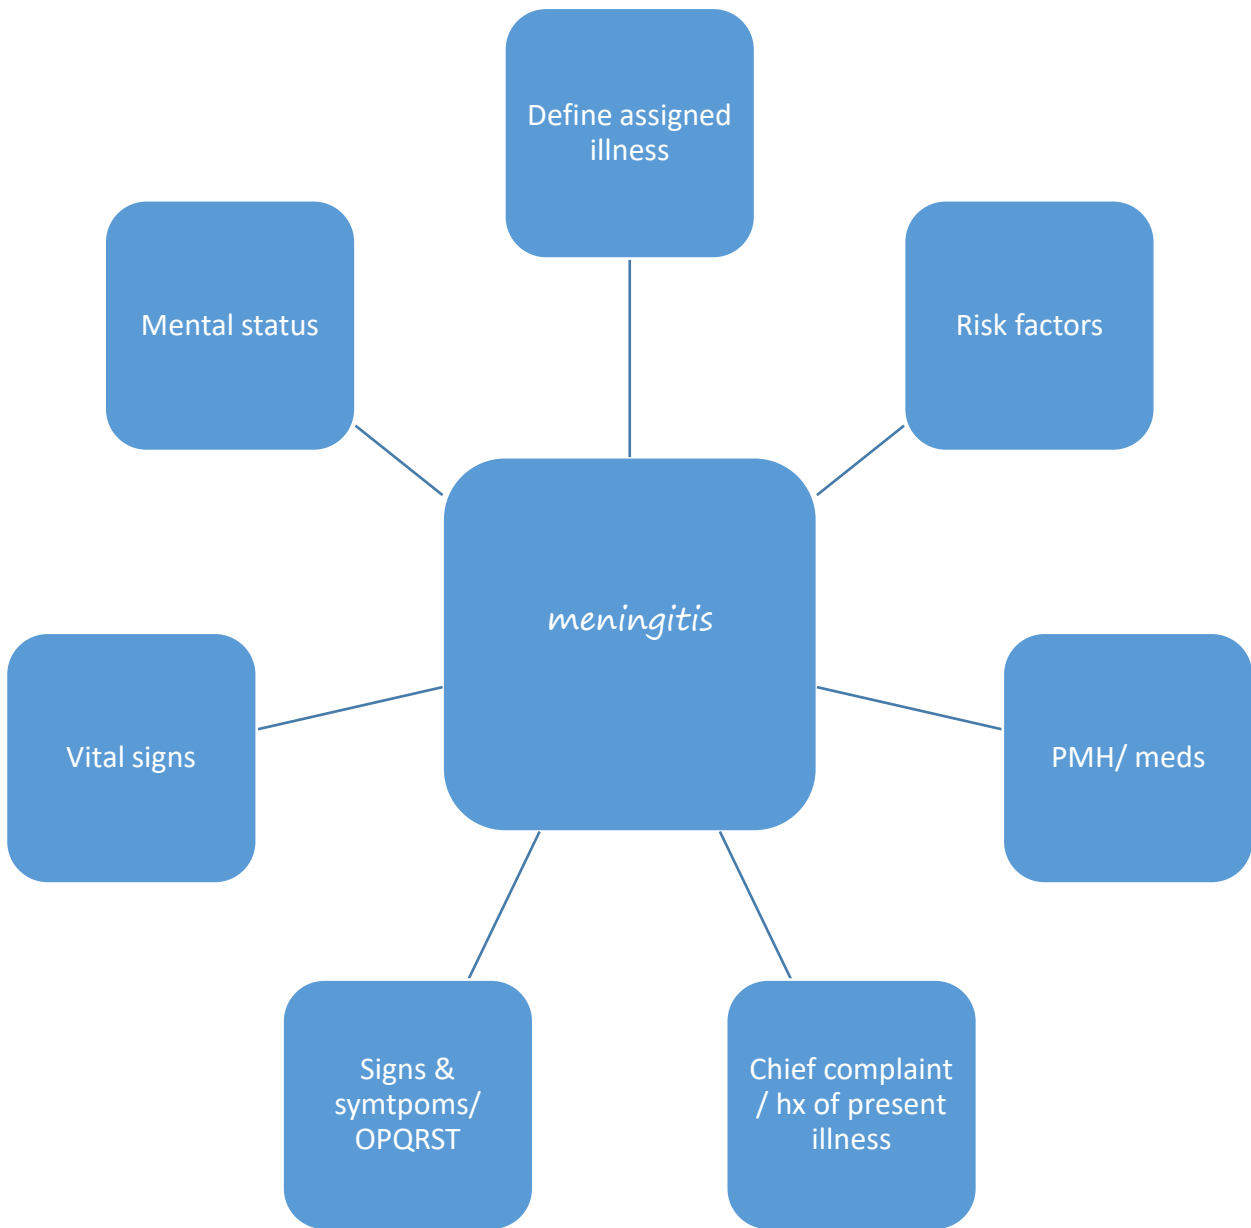 Define assigned
illness
Mental status
Risk factors
meningitis
Vital signs
PMH/ meds
Signs &
symtpoms/
OPQRST
Chief complaint
/ hx of present
illness